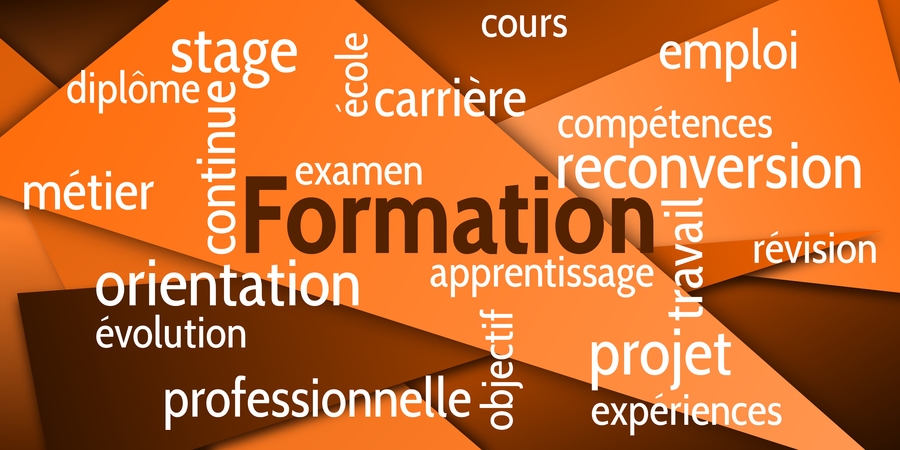 cours
stage
emploi
école
diplôme
carrière
continue
compétences
examen
reconversion
métier
Formation
travail
révision
apprentissage
orientation
évolution
objectif
projet
professionnelle
expériences